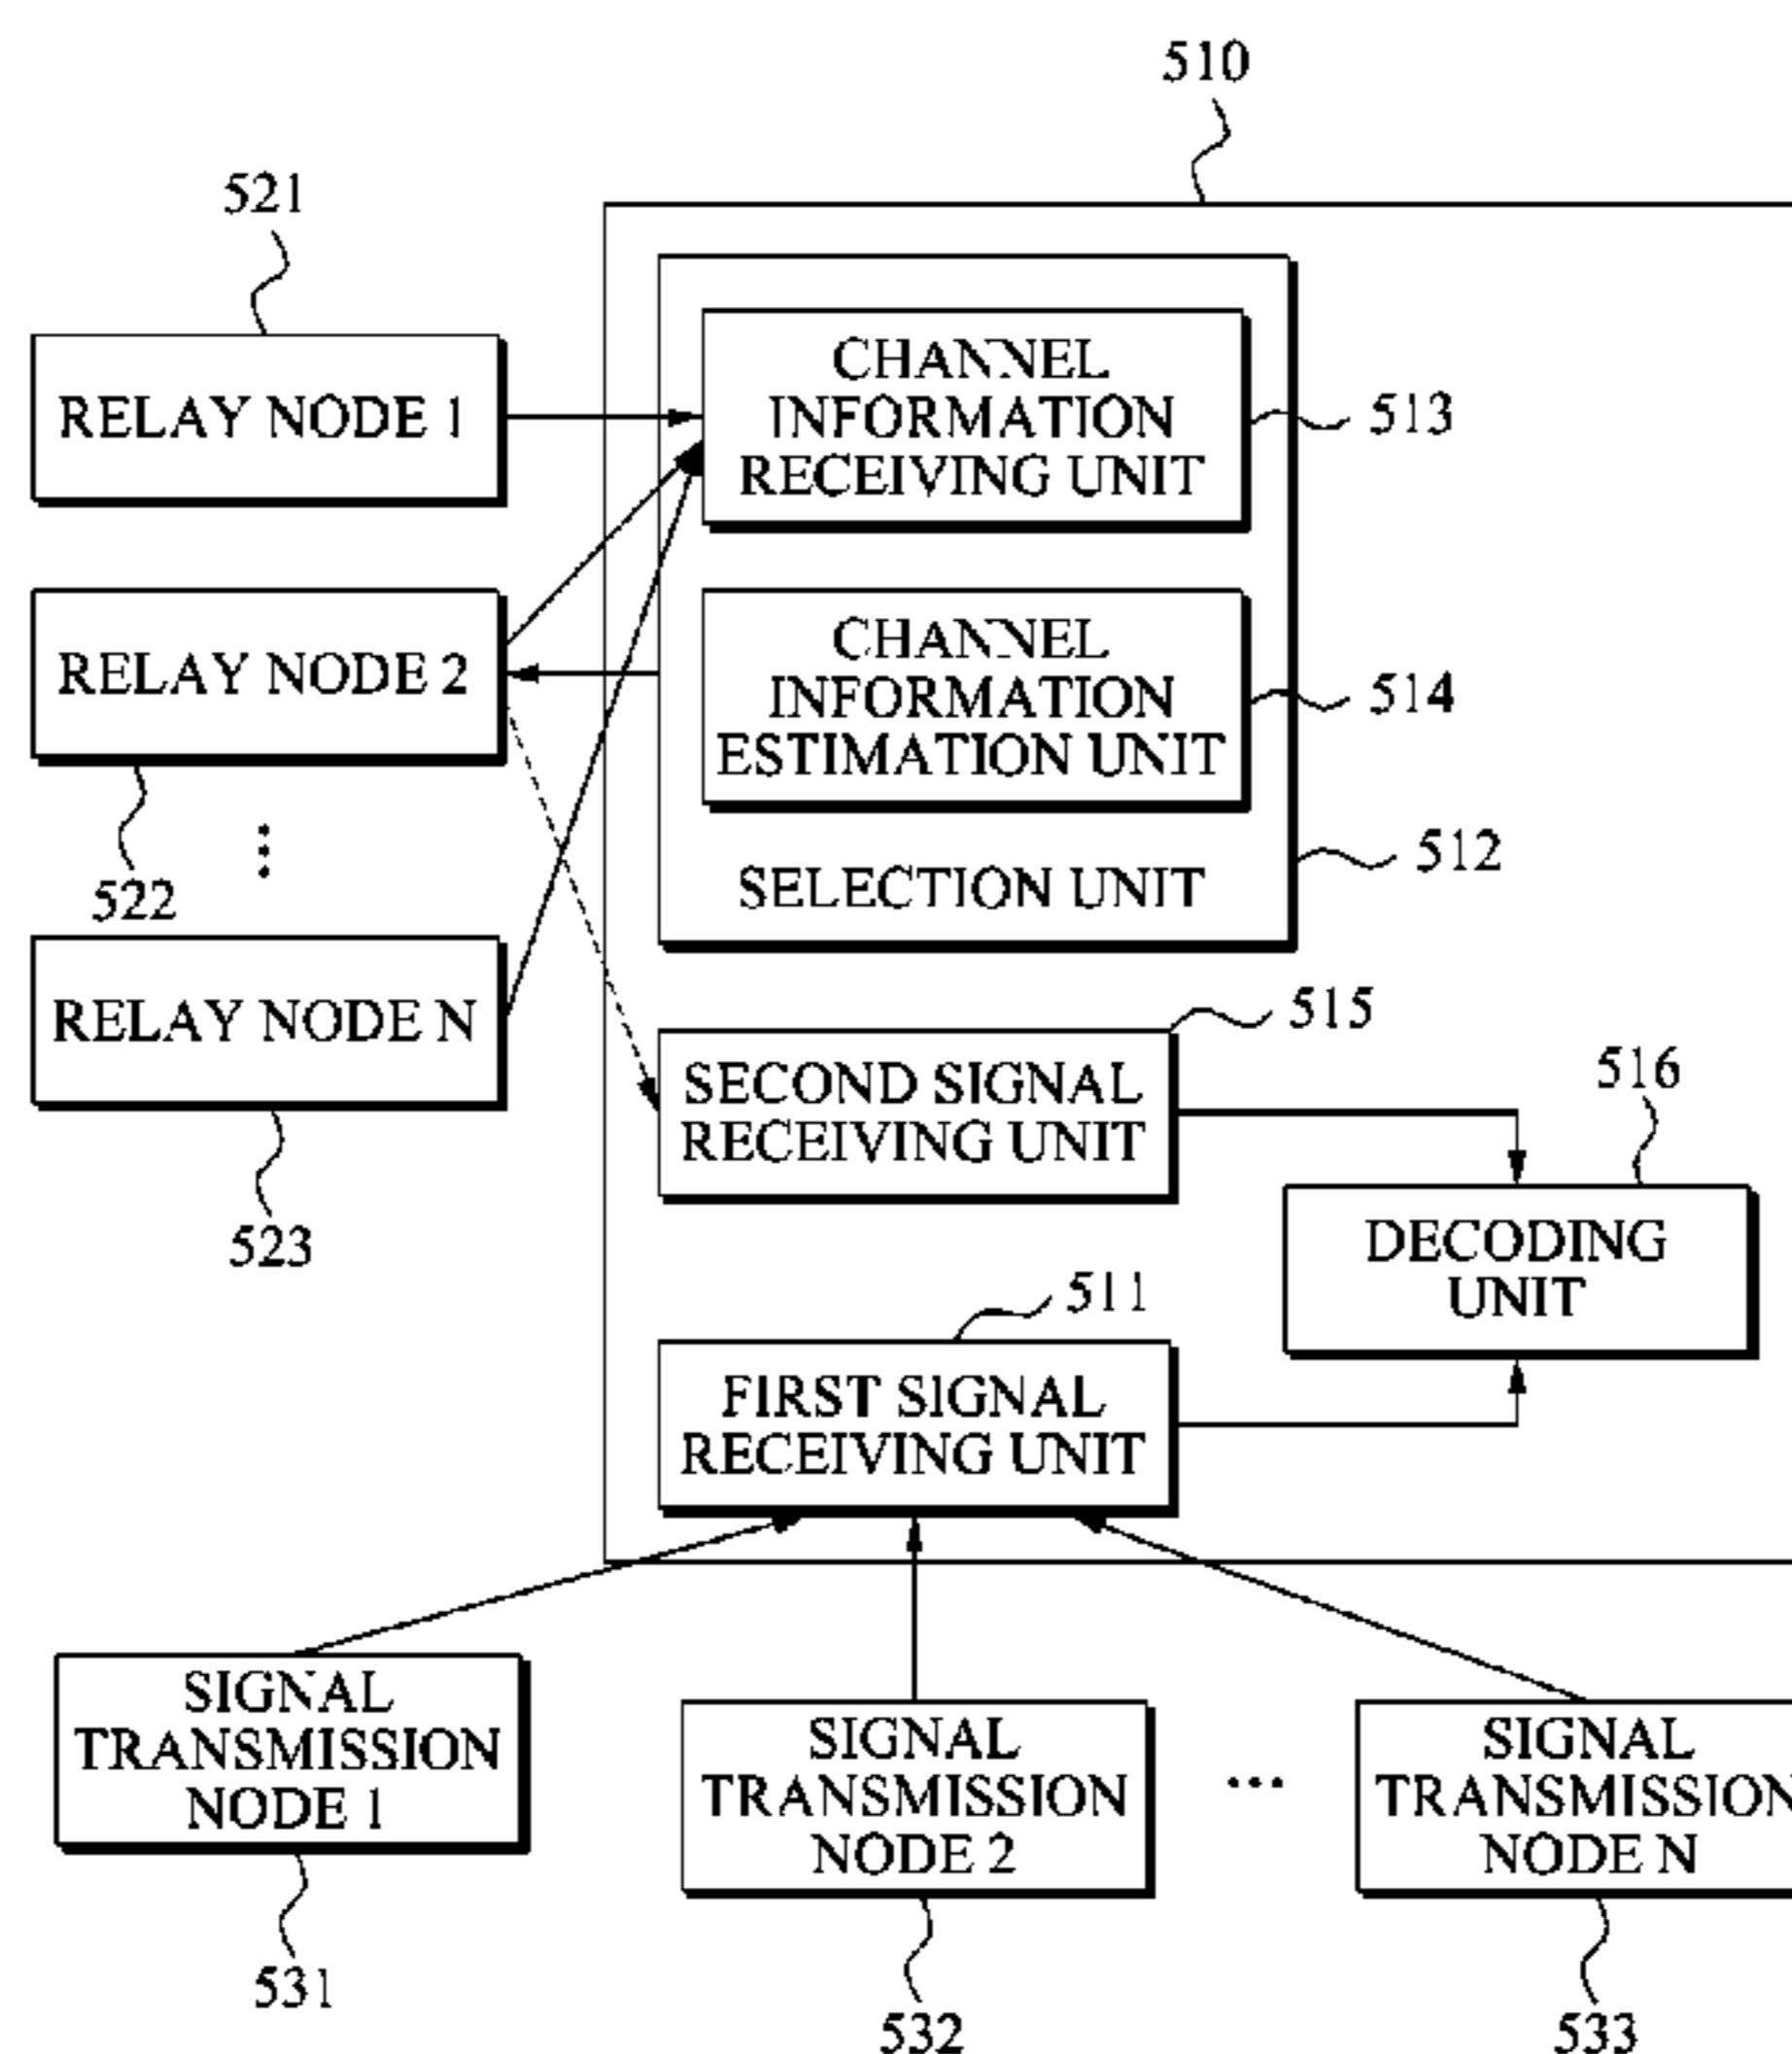 510
521
CHANNEL
INFORMATION
RECEIVING UNIT
513
RELAY NODE 1
CHANNEL
INFORMATION
ESTIMATION UNIT
514
RELAY NODE 2
522
SELECTION UNIT
512
RELAY NODE N
523
SECOND SIGNAL
RECEIVING UNIT
515
516
DECODING
UNIT
511
FIRST SIGNAL
RECEIVING UNIT
SIGNAL
TRANSMISSION
NODE 1
531
SIGNAL
TRANSMISSION
NODE 2
532
...
SIGNAL
TRANSMISSION
NODE N
533